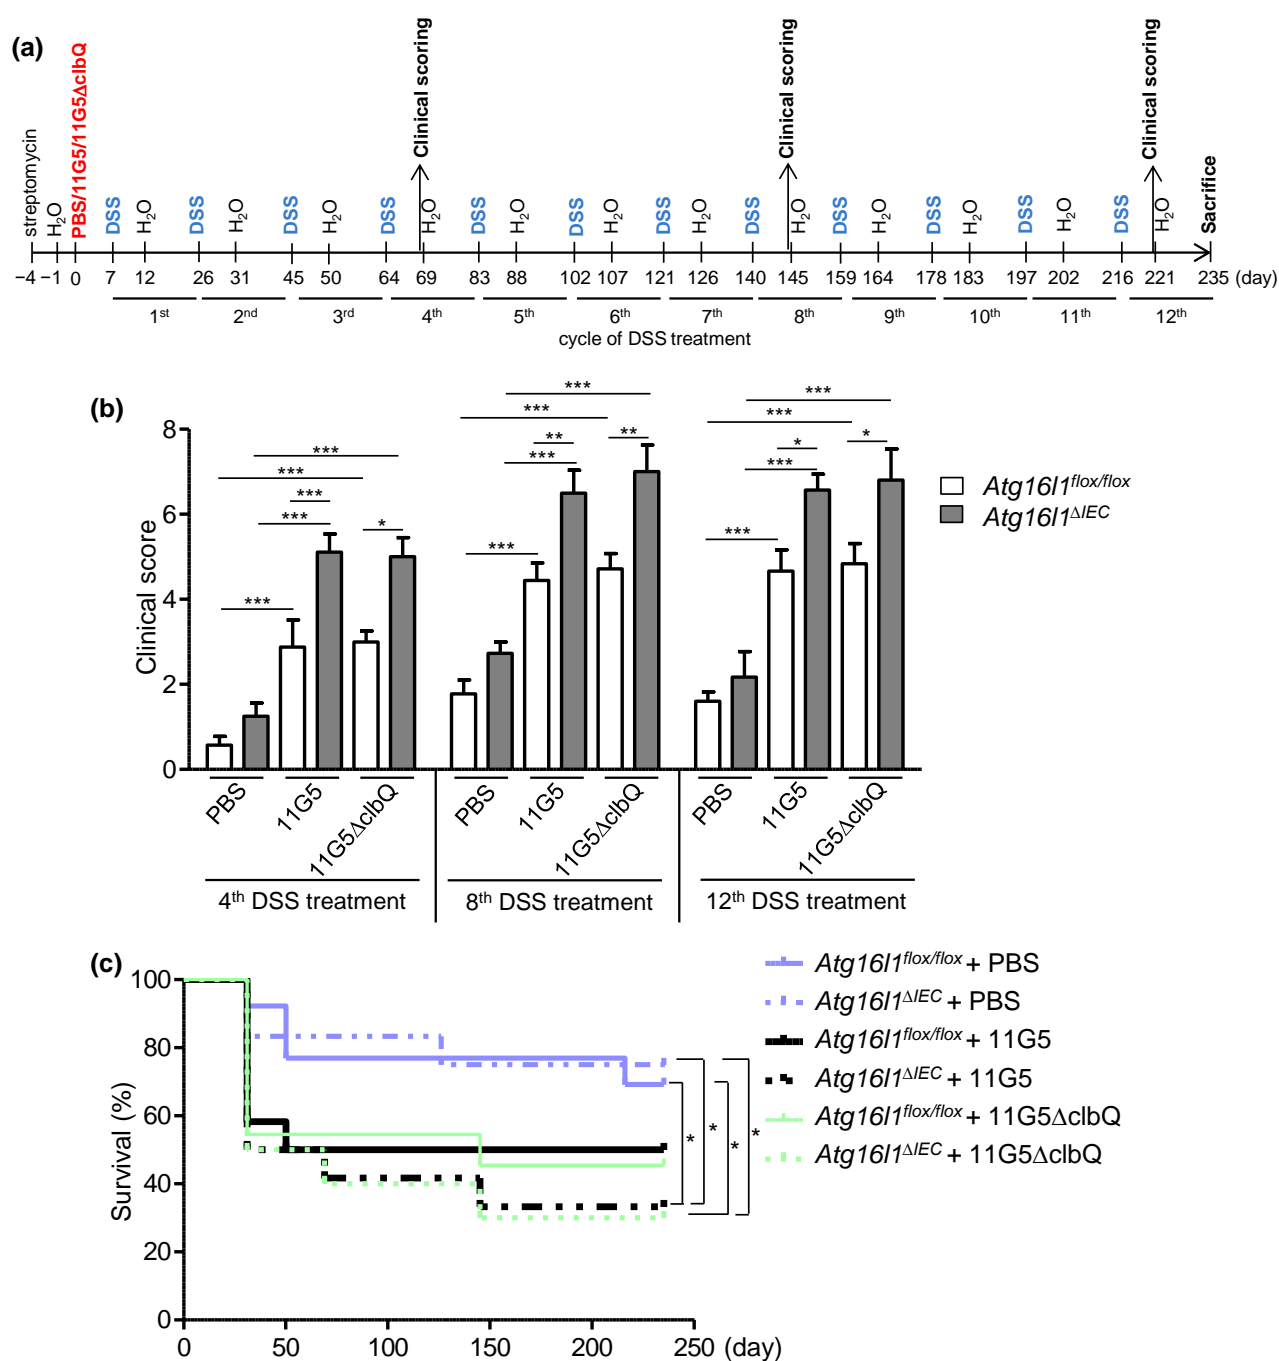 (a)
streptomycin
H2O
PBS/11G5/11G5ΔclbQ
DSS
H2O
DSS
H2O
DSS
H2O
DSS
Clinical scoring
H2O
DSS
H2O
DSS
H2O
DSS
H2O
DSS
Clinical scoring
H2O
DSS
H2O
DSS
H2O
DSS
H2O
DSS
Clinical scoring
H2O
Sacrifice
−4 −1 0 7 12 26 31 45 50 64 69 83 88 102 107 121 126 140 145 159 164 178 183 197 202 216 221 235 (day)
1st 2nd 3rd 4th 5th 6th 7th 8th 9th 10th 11th 12th
cycle of DSS treatment
(b)
Clinical score
8
6
4
2
0
*** *** *** *** *** *
*** *** ** ** *** ***
*** *** * * *** ***
Atg16l1flox/flox
Atg16l1ΔIEC
PBS 11G5 11G5ΔclbQ PBS 11G5 11G5ΔclbQ PBS 11G5 11G5ΔclbQ
4th DSS treatment 8th DSS treatment 12th DSS treatment
(c)
Survival (%)
100
80
60
40
20
0
0 50 100 150 200 250 (day)
* * * *
Atg16l1flox/flox + PBS
Atg16l1ΔIEC + PBS
Atg16l1flox/flox + 11G5
Atg16l1ΔIEC + 11G5
Atg16l1flox/flox + 11G5ΔclbQ
Atg16l1ΔIEC + 11G5ΔclbQ